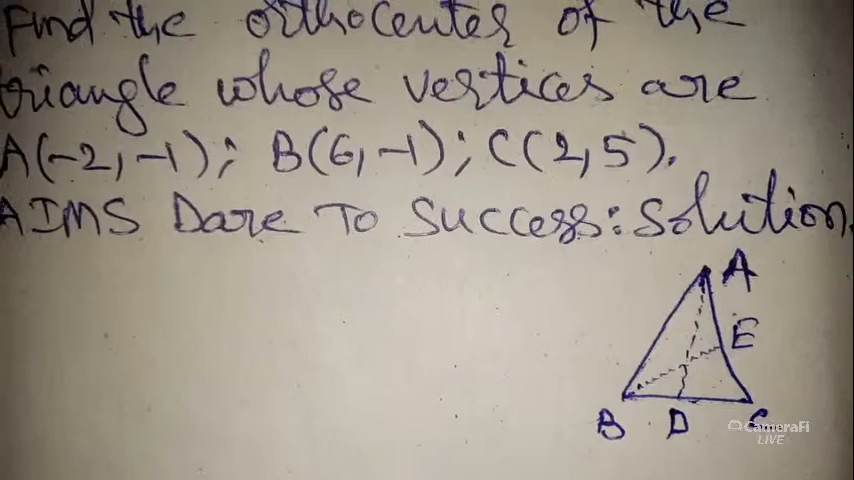 Find the orthocenter of the
triangle whose vertices are
A(-2,-1); B(6,-1); C(2,5).
AIMS Dare To Success: Solution.
A
E
B D C
CameraFi
LIVE